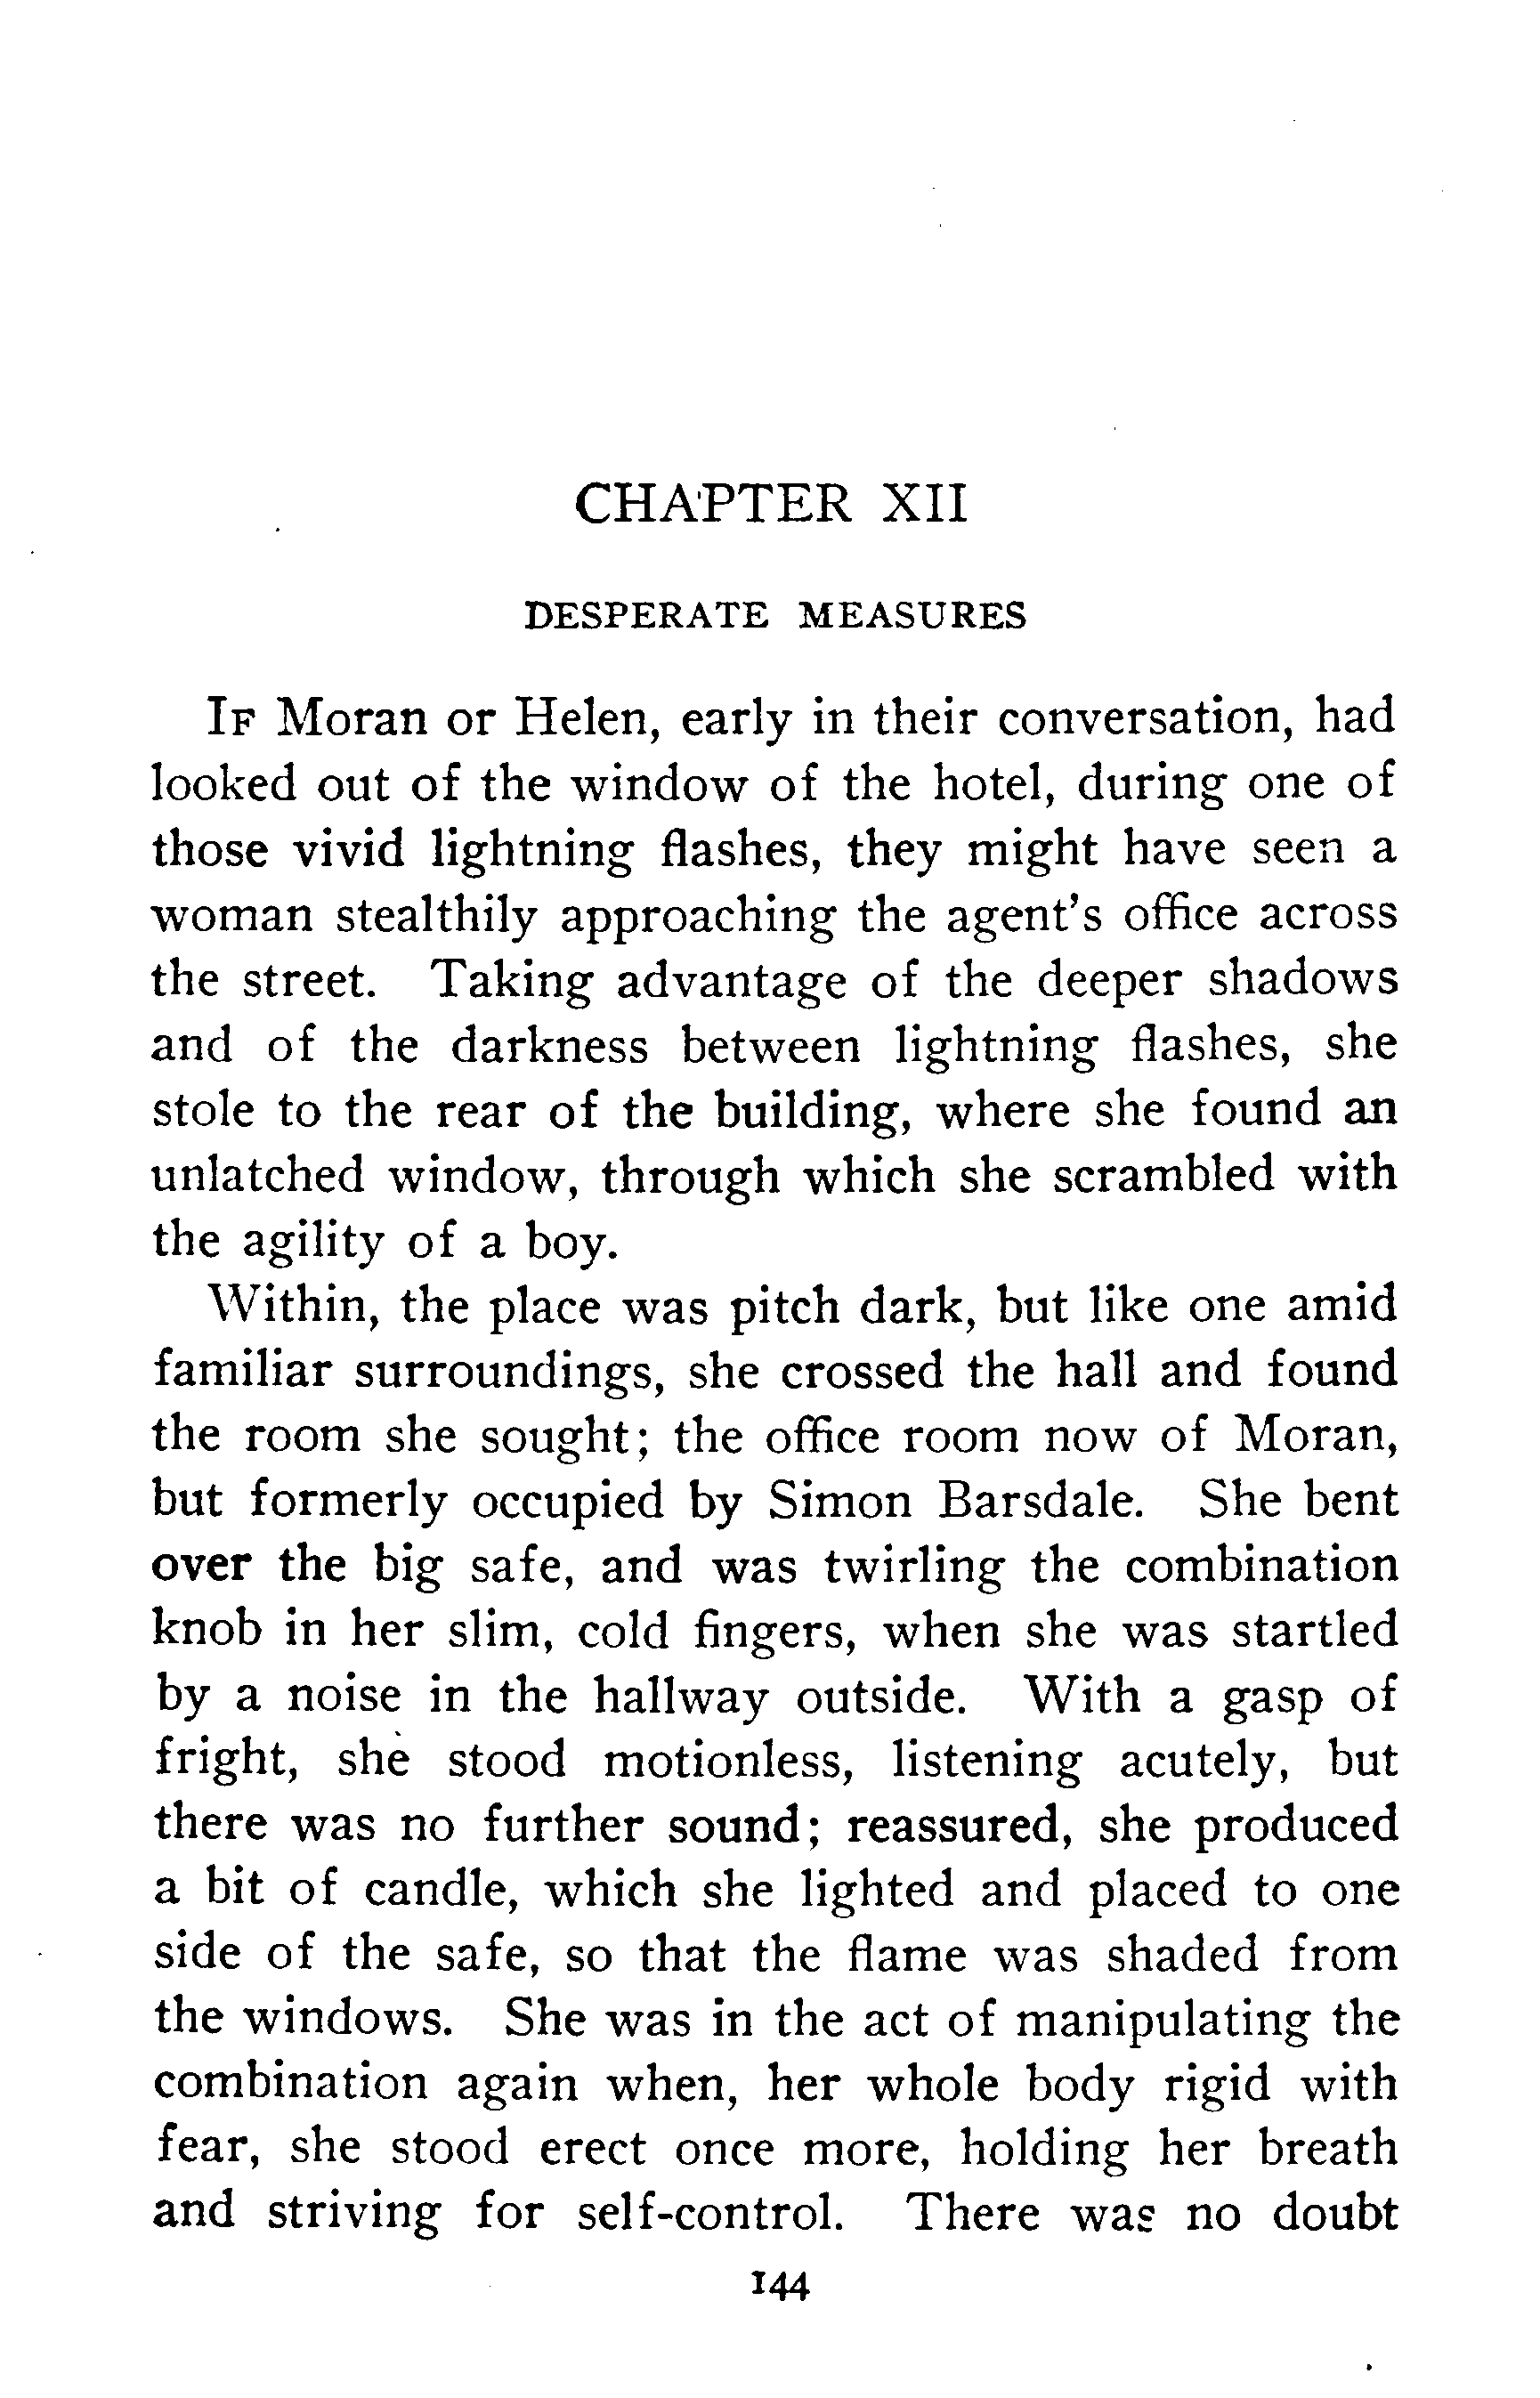 CHAPTER XII
DESPERATE MEASURES
IF Moran or Helen, early in their conversation, had
looked out of the window of the hotel, during one of
those vivid lightning flashes, they might have seen a
woman stealthily approaching the agent's office across
the street. Taking advantage of the deeper shadows
and of the darkness between lightning flashes, she
stole to the rear of the building, where she found an
unlatched window, through which she scrambled with
the agility of a boy.
Within, the place was pitch dark, but like one amid
familiar surroundings, she crossed the hall and found
the room she sought; the office room now of Moran,
but formerly occupied by Simon Barsdale. She bent
over the big safe, and was twirling the combination
knob in her slim, cold fingers, when she was startled
by a noise in the hallway outside. With a gasp of
fright, she stood motionless, listening acutely, but
there was no further sound; reassured, she produced
a bit of candle, which she lighted and placed to one
side of the safe, so that the flame was shaded from
the windows. She was in the act of manipulating the
combination again when, her whole body rigid with
fear, she stood erect once more, holding her breath
and striving for self-control. There was no doubt
144